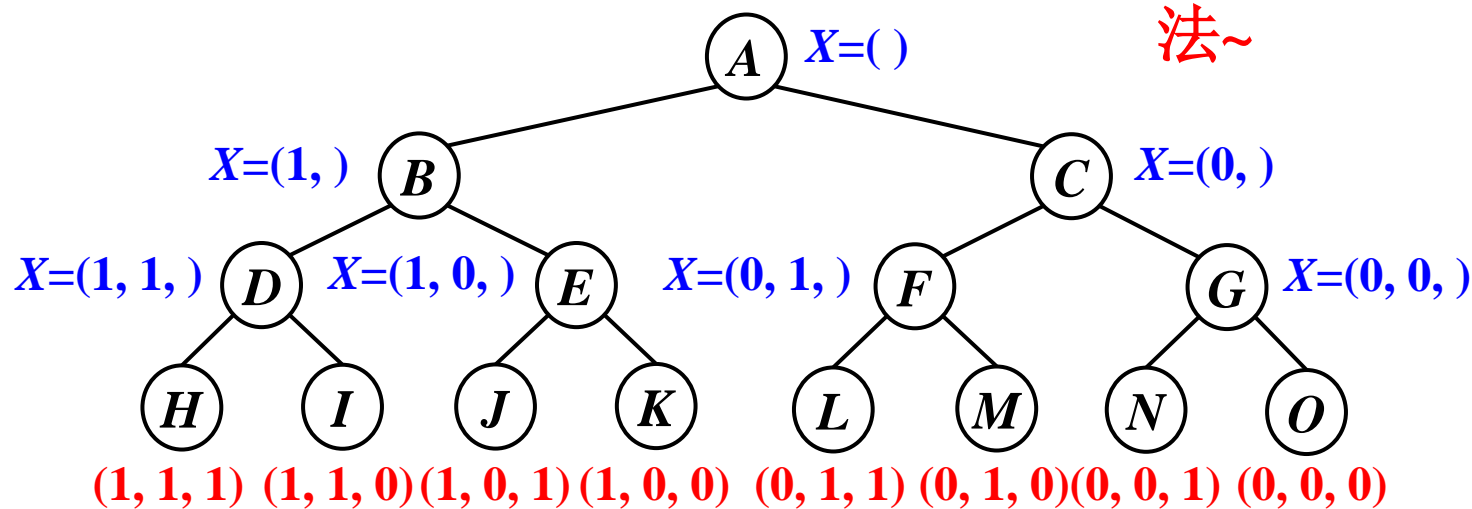 法~
A X=( )
X=(1, ) B C X=(0, )
X=(1, 1, ) D X=(1, 0, ) E X=(0, 1, ) F G X=(0, 0, )
H I J K L M N O
(1, 1, 1) (1, 1, 0) (1, 0, 1) (1, 0, 0) (0, 1, 1) (0, 1, 0) (0, 0, 1) (0, 0, 0)